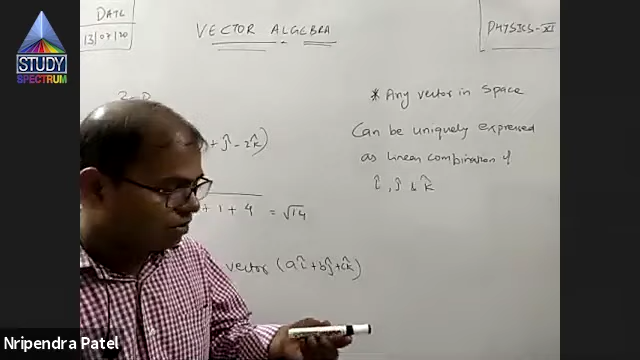 DATE
13/07/20
VECTOR ALGEBRA
PHYSICS-XI
STUDY
SPECTRUM
* Any vector in Space
Can be uniquely expressed
as linear combination of
î, ĵ & k̂
ĵ - 2k̂)
+ 1 + 4 = √14
vector (aî + bĵ + ck̂)
Nripendra Patel